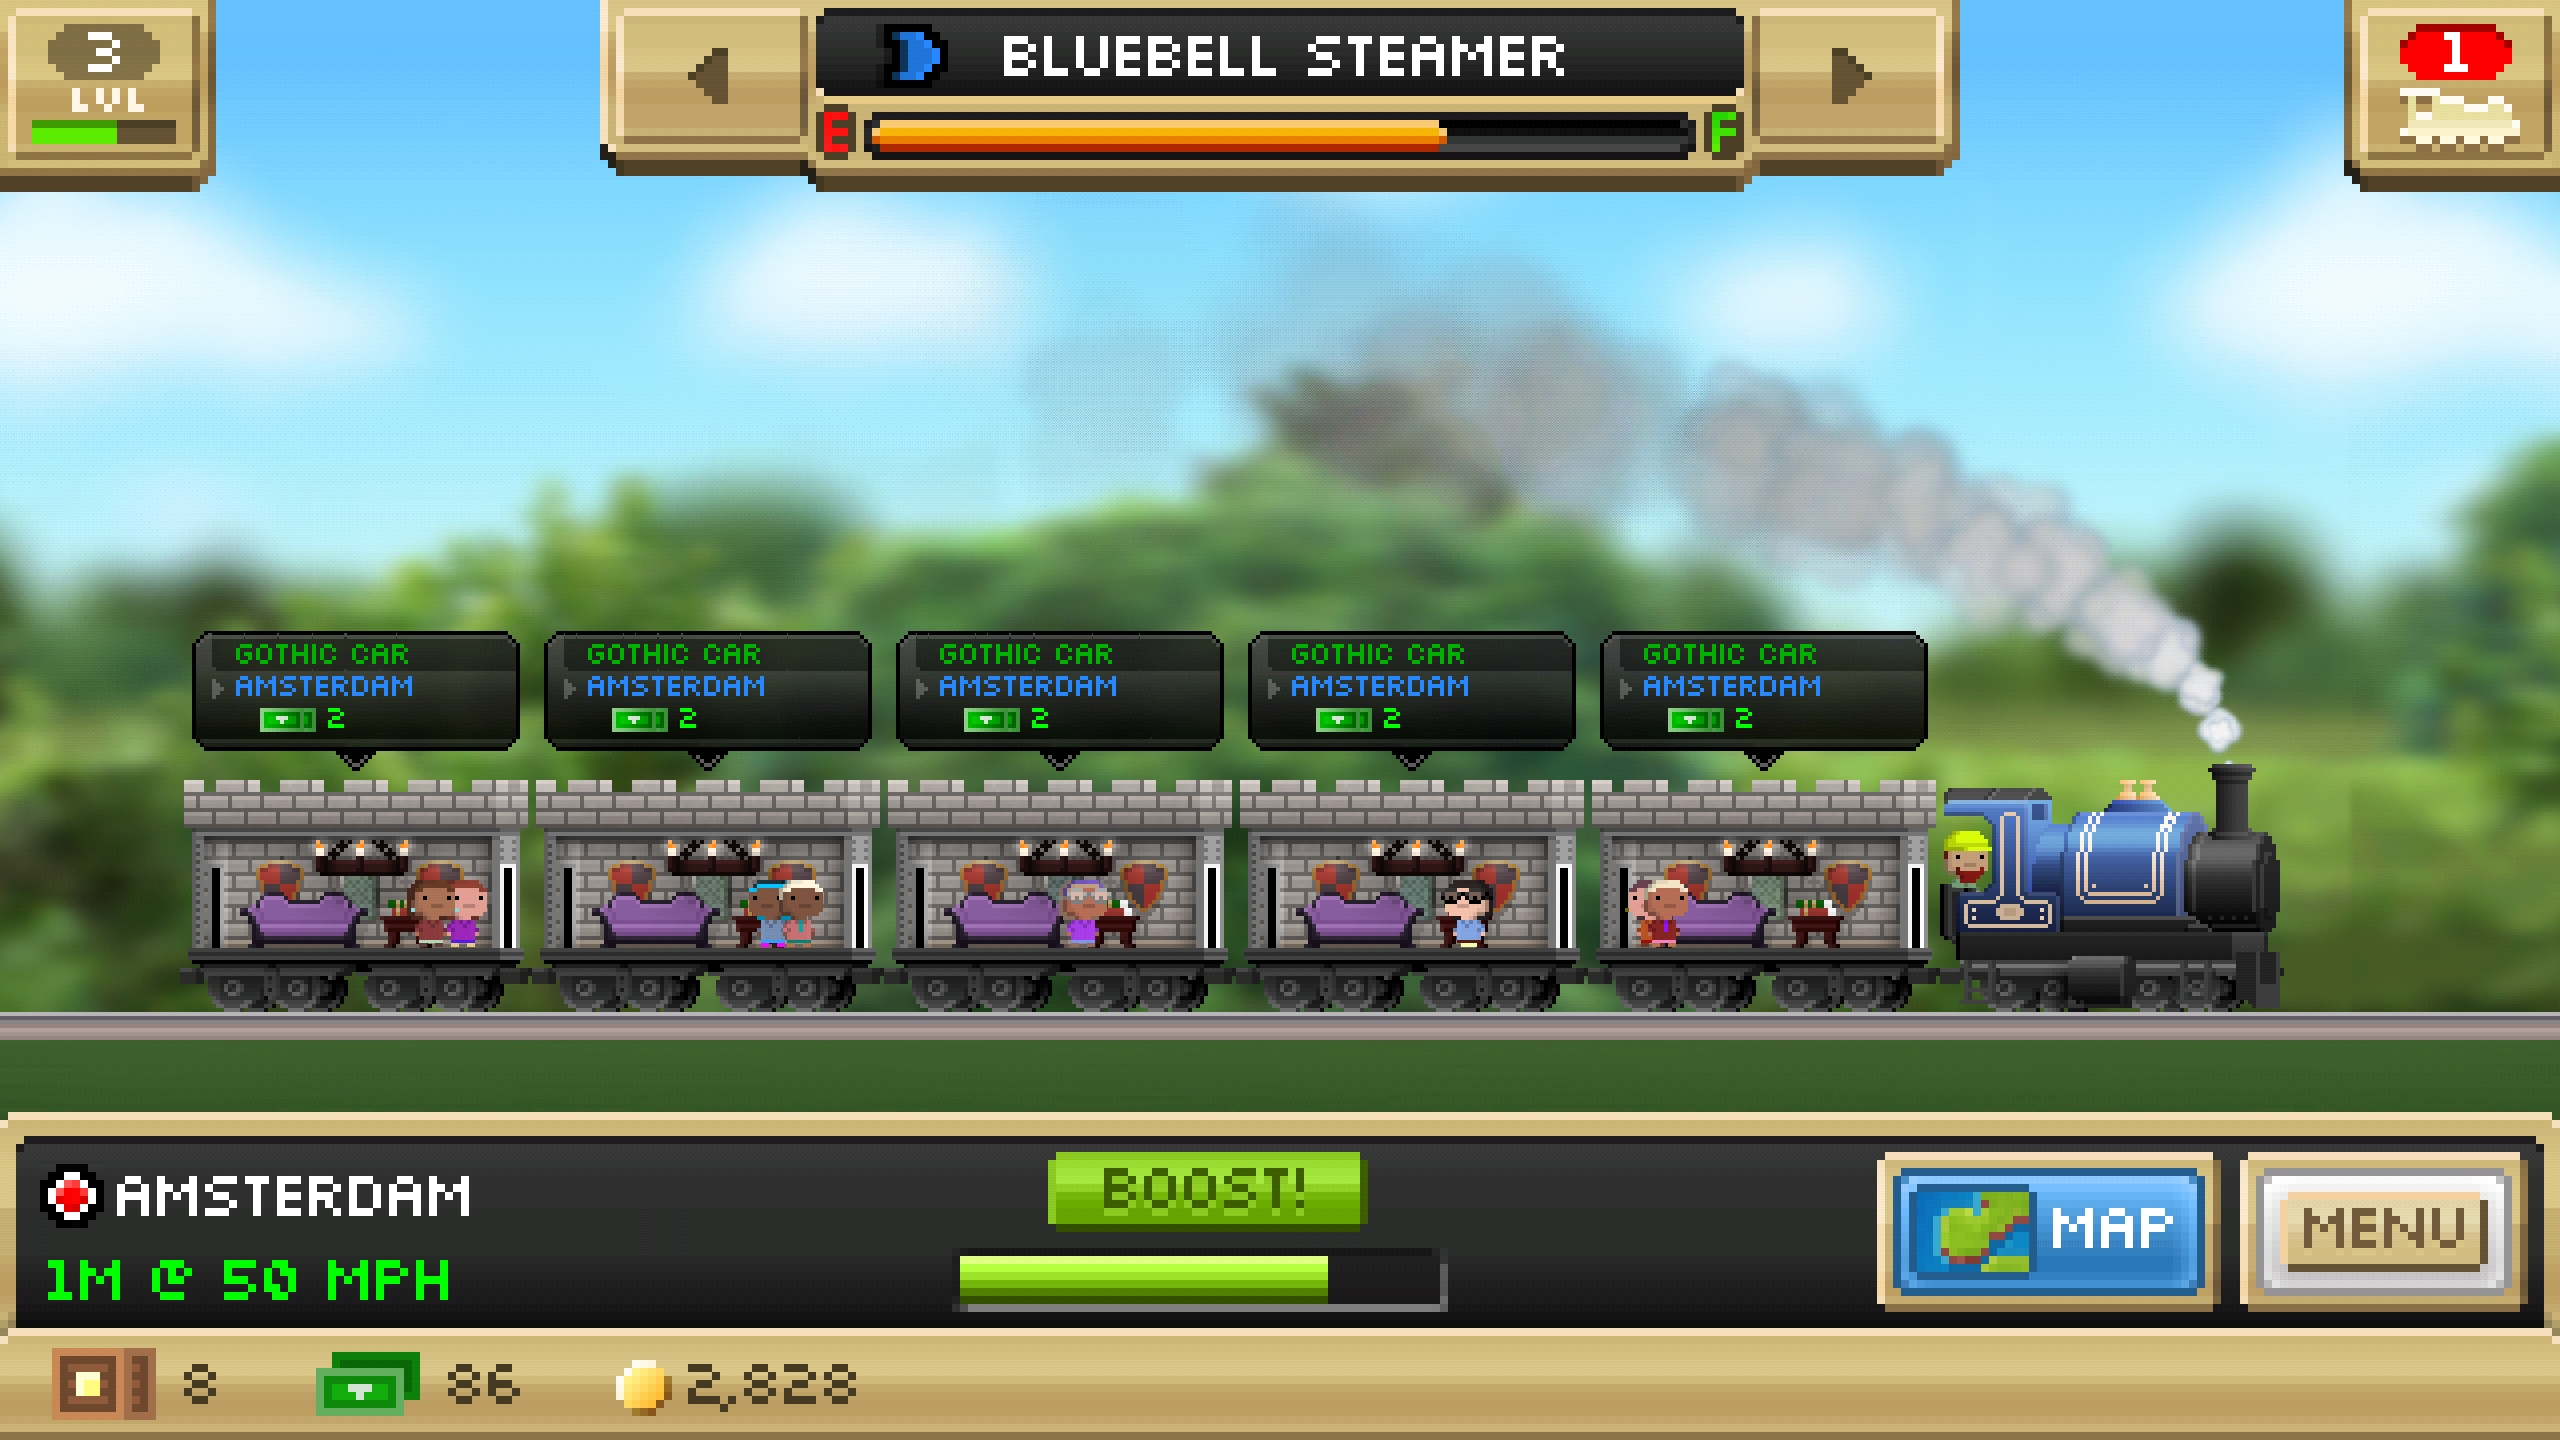 3
LVL
BLUEBELL STEAMER
E F
1
GOTHIC CAR
AMSTERDAM
2
GOTHIC CAR
AMSTERDAM
2
GOTHIC CAR
AMSTERDAM
2
GOTHIC CAR
AMSTERDAM
2
GOTHIC CAR
AMSTERDAM
2
AMSTERDAM
1M @ 50 MPH
BOOST!
MAP
MENU
8 86 2,828